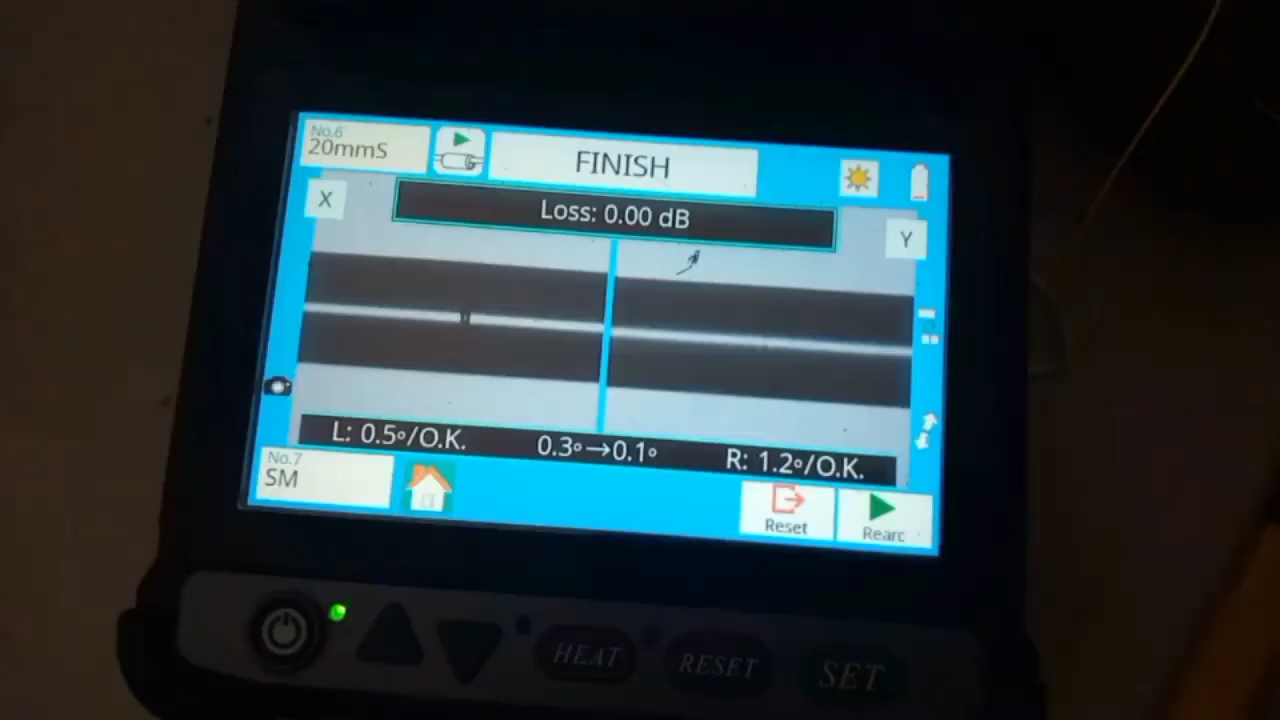 No.6
20mmS
FINISH
X
Loss: 0.00 dB
Y
L: 0.5°/O.K.
0.3°→0.1°
R: 1.2°/O.K.
No.7
SM
Reset
Rearc
HEAT
RESET
SET